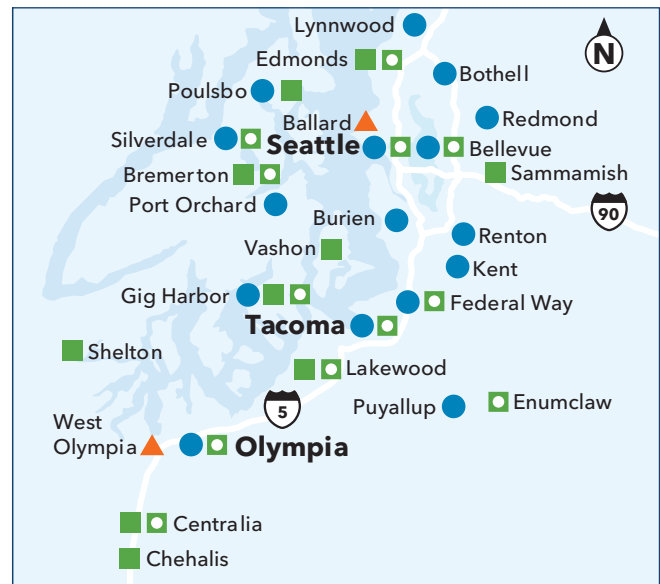 Lynnwood
N
Edmonds
Bothell
Poulsbo
Redmond
Ballard
Silverdale
Seattle
Bellevue
Bremerton
Sammamish
Port Orchard
90
Burien
Renton
Vashon
Kent
Gig Harbor
Federal Way
Tacoma
Shelton
Lakewood
5
Puyallup
Enumclaw
West
Olympia
Olympia
Centralia
Chehalis